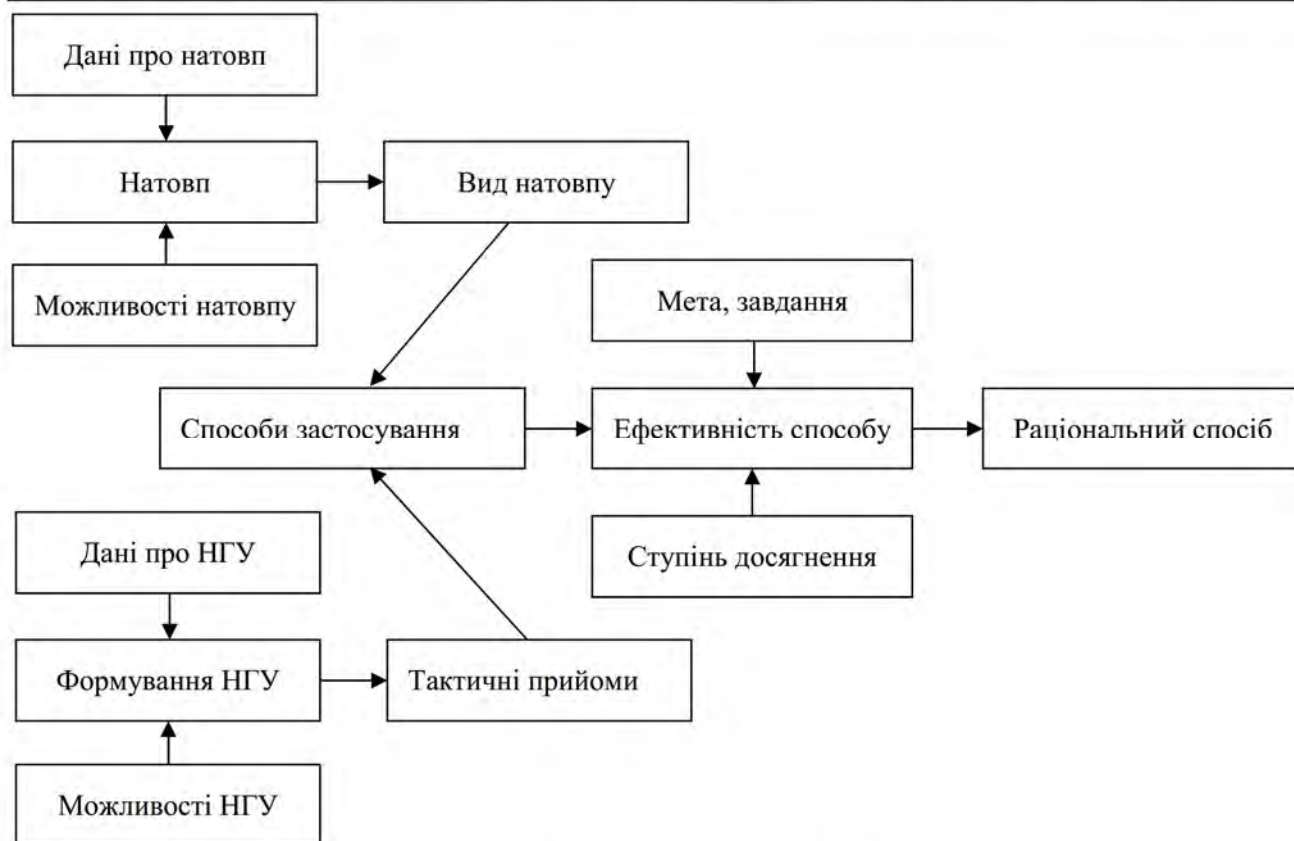 Дані про натовп
Натовп
Вид натовпу
Можливості натовпу
Мета, завдання
Способи застосування
Ефективність способу
Раціональний спосіб
Дані про НГУ
Ступінь досягнення
Формування НГУ
Тактичні прийоми
Можливості НГУ